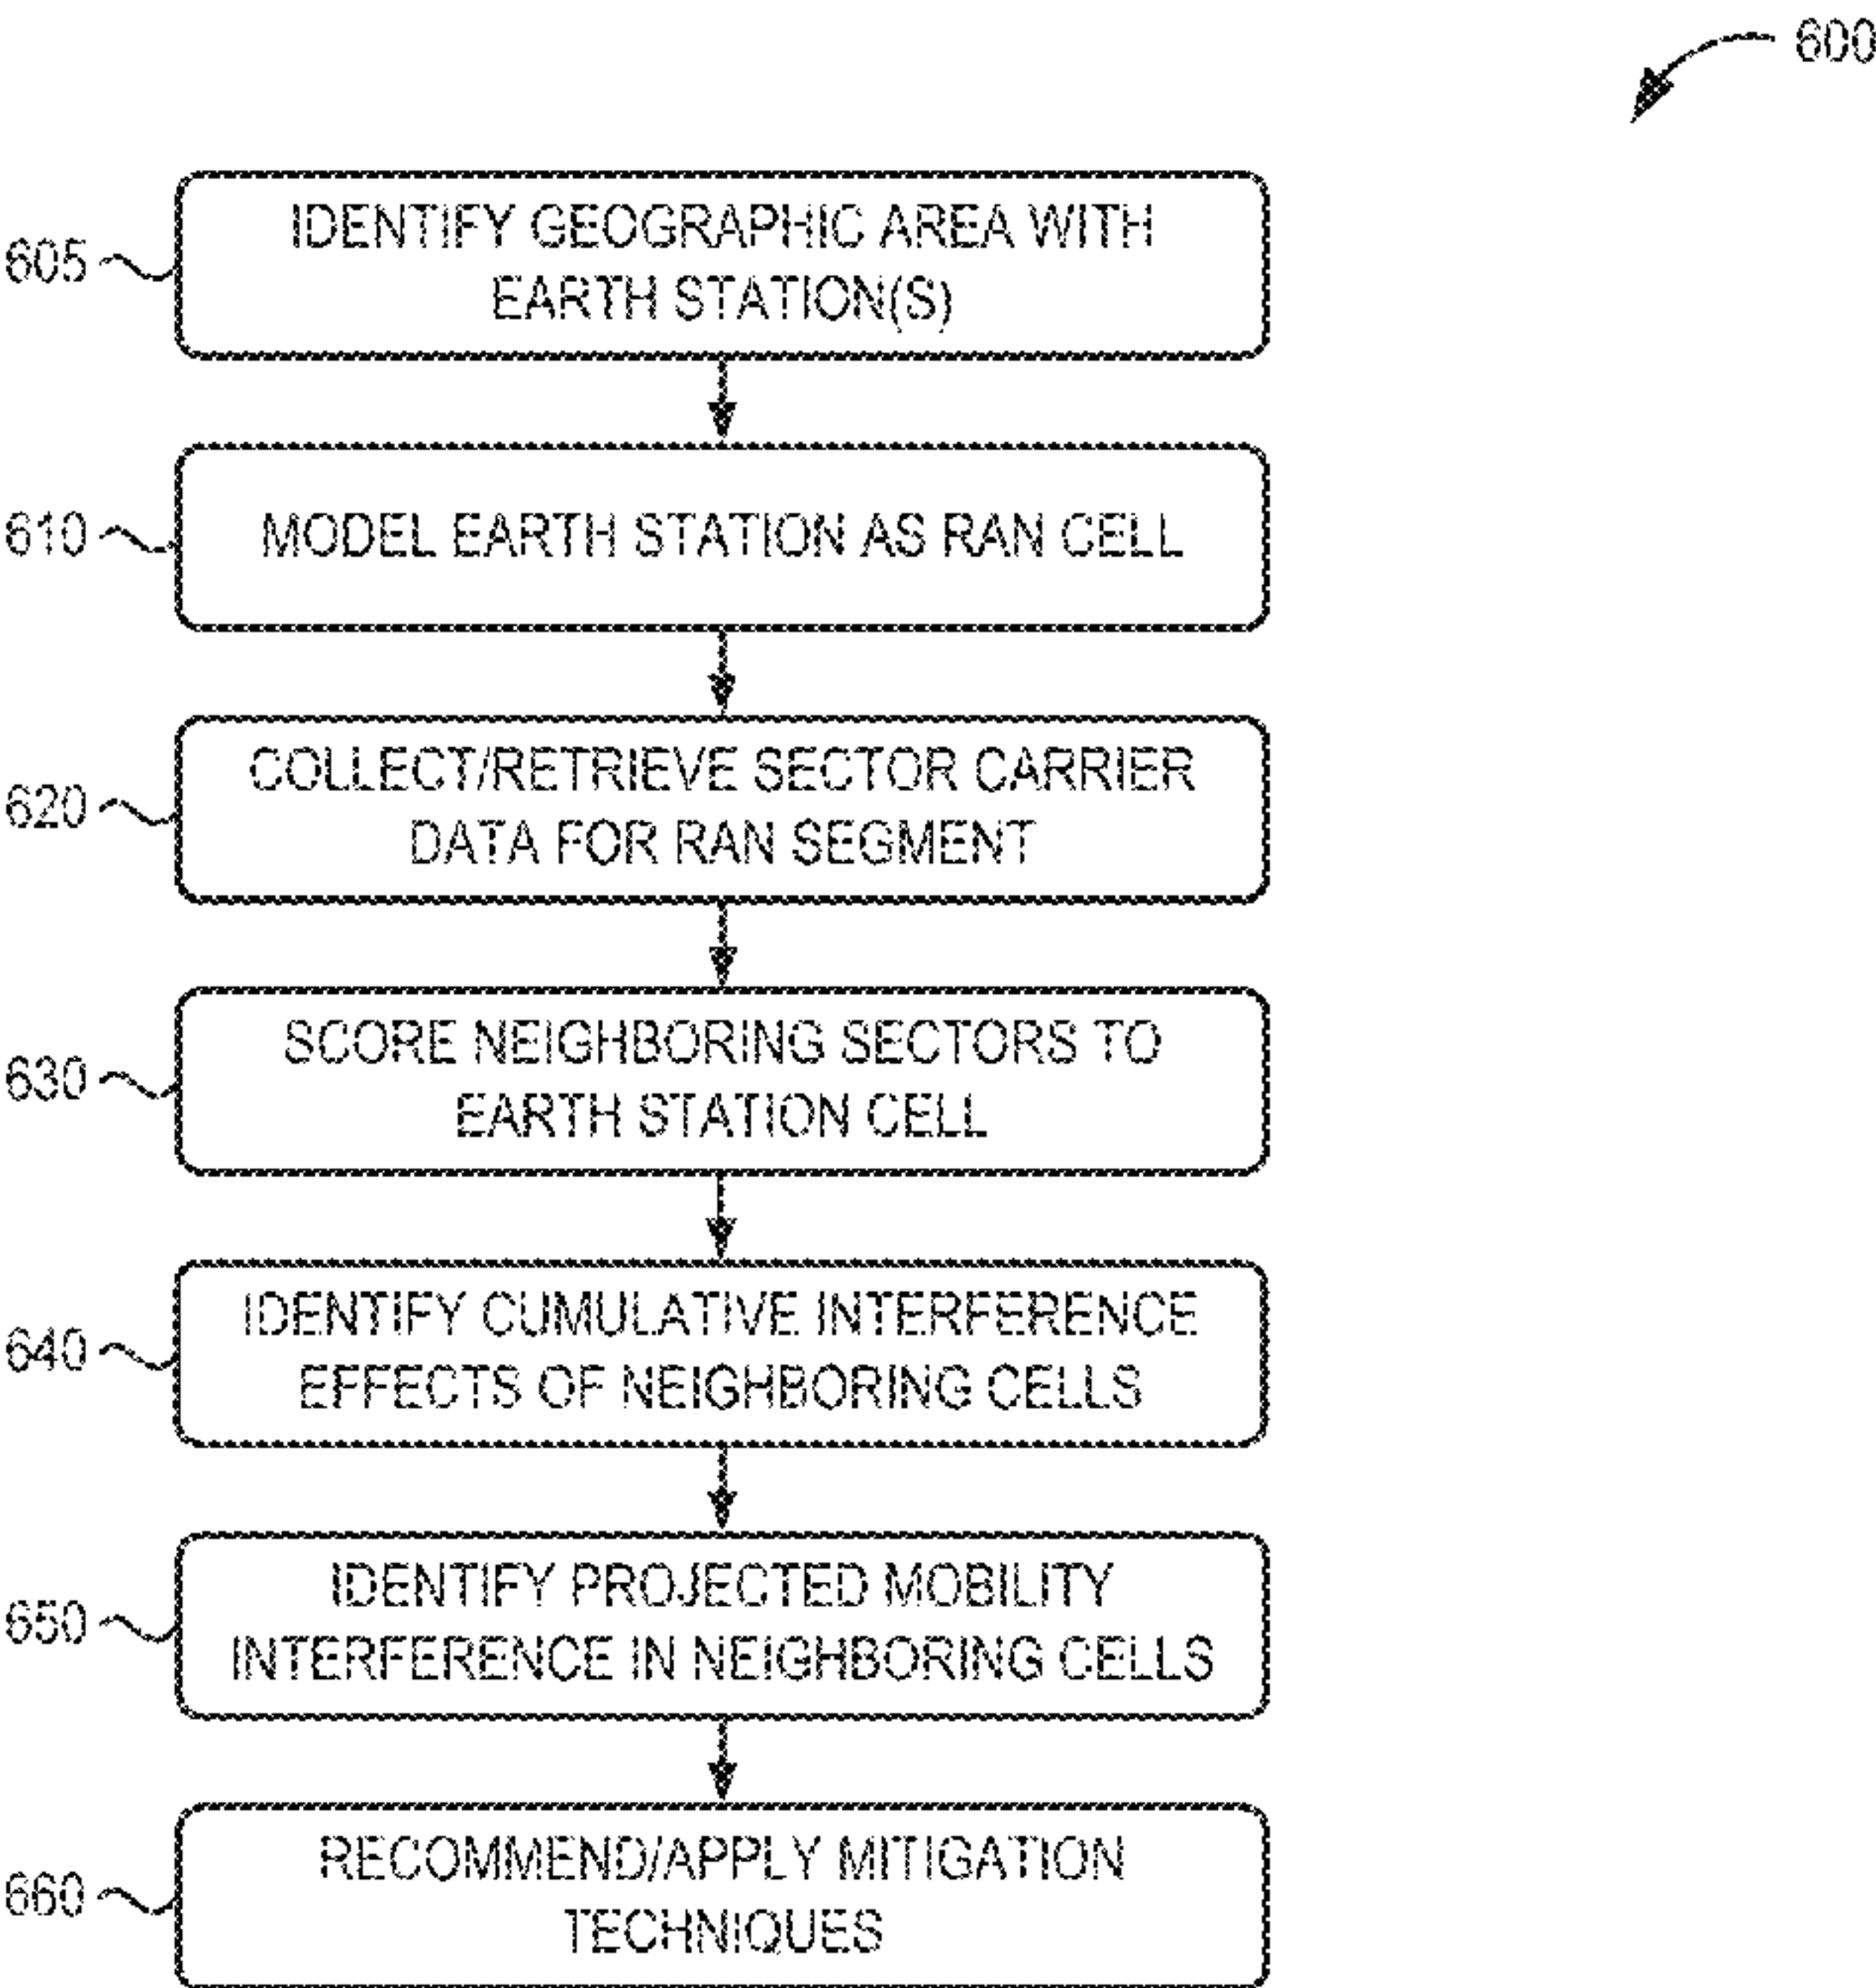 600
605
IDENTIFY GEOGRAPHIC AREA WITH
EARTH STATION(S)
610
MODEL EARTH STATION AS RAN CELL
620
COLLECT/RETRIEVE SECTOR CARRIER
DATA FOR RAN SEGMENT
630
SCORE NEIGHBORING SECTORS TO
EARTH STATION CELL
640
IDENTIFY CUMULATIVE INTERFERENCE
EFFECTS OF NEIGHBORING CELLS
650
IDENTIFY PROJECTED MOBILITY
INTERFERENCE IN NEIGHBORING CELLS
660
RECOMMEND/APPLY MITIGATION
TECHNIQUES